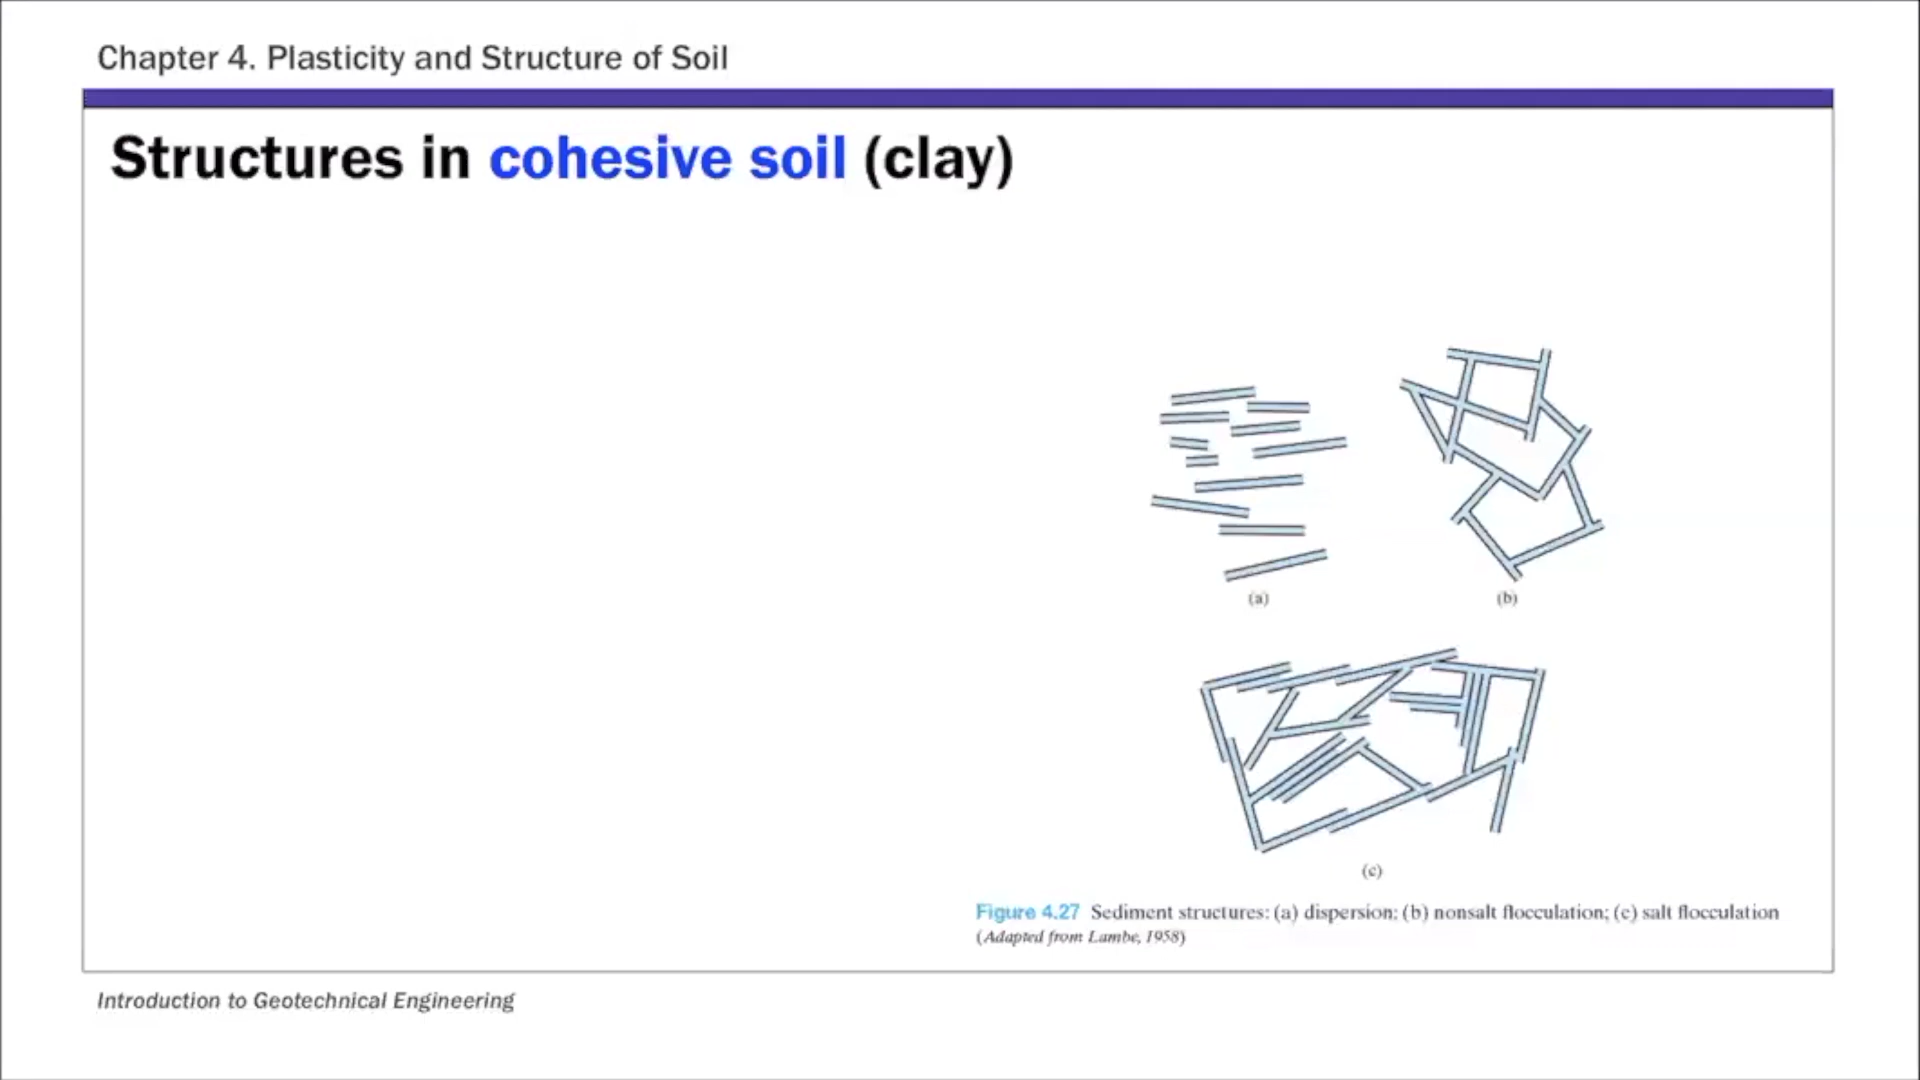 Chapter 4. Plasticity and Structure of Soil
Structures in cohesive soil (clay)
(a)
(b)
(c)
Figure 4.27 Sediment structures: (a) dispersion; (b) nonsalt flocculation; (c) salt flocculation
(Adapted from Lambe, 1958)
Introduction to Geotechnical Engineering